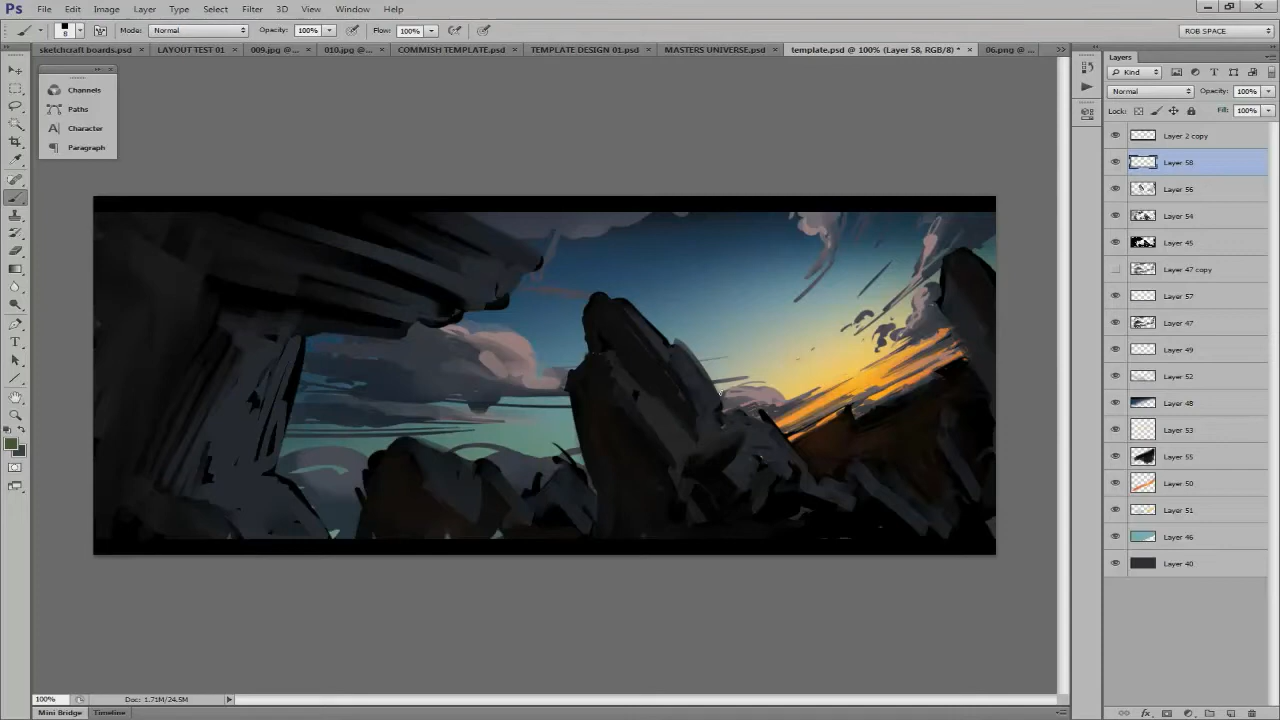 Ps File Edit Image Layer Type Select Filter 3D View Window Help
8 Mode: Normal Opacity: 100% Flow: 100% ROB SPACE
sketchcraft boards.psd × LAYOUT TEST 01 × 009.jpg @... × 010.jpg @... × COMMISH TEMPLATE.psd × TEMPLATE DESIGN 01.psd × MASTERS UNIVERSE.psd × template.psd @ 100% (Layer 58, RGB/8) * × 06.png @ ... »
Channels
Paths
Character
Paragraph
Layers
Kind
Normal Opacity: 100%
Lock: Fill: 100%
Layer 2 copy
Layer 58
Layer 56
Layer 54
Layer 45
Layer 47 copy
Layer 57
Layer 47
Layer 49
Layer 52
Layer 48
Layer 53
Layer 55
Layer 50
Layer 51
Layer 46
Layer 40
100% Doc: 1.71M/24.5M
Mini Bridge Timeline